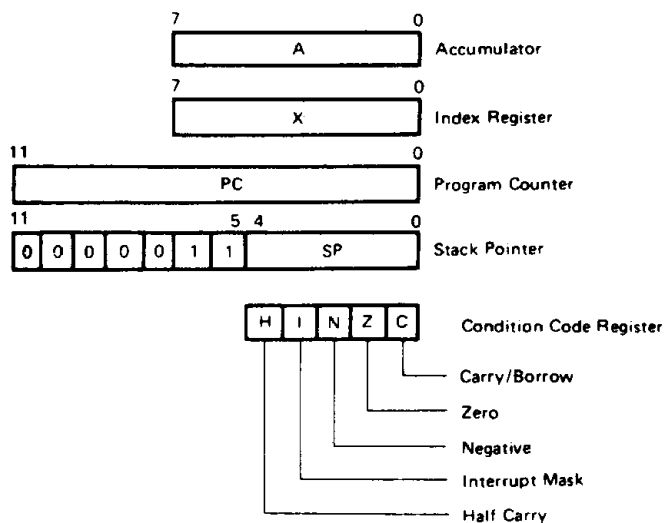 7 0
A Accumulator
7 0
X Index Register
11 0
PC Program Counter
11 5 4 0
0 0 0 0 0 1 1 SP Stack Pointer
H I N Z C Condition Code Register
Carry/Borrow
Zero
Negative
Interrupt Mask
Half Carry